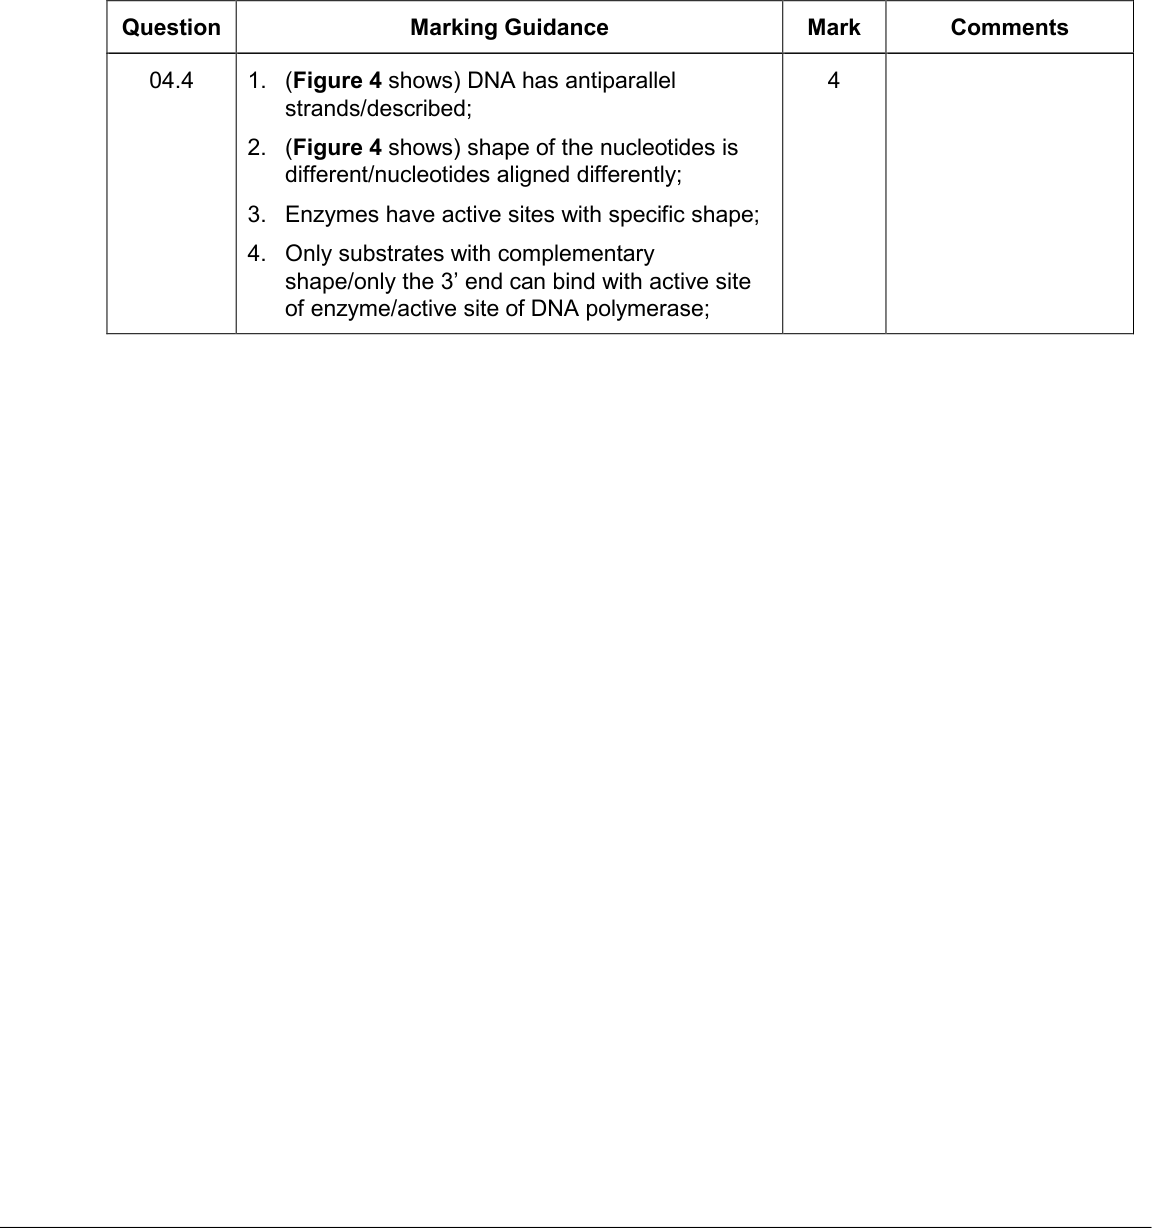 Question Marking Guidance Mark Comments
04.4 1. (Figure 4 shows) DNA has antiparallel 4
strands/described;
2. (Figure 4 shows) shape of the nucleotides is
different/nucleotides aligned differently;
3. Enzymes have active sites with specific shape;
4. Only substrates with complementary
shape/only the 3’ end can bind with active site
of enzyme/active site of DNA polymerase;